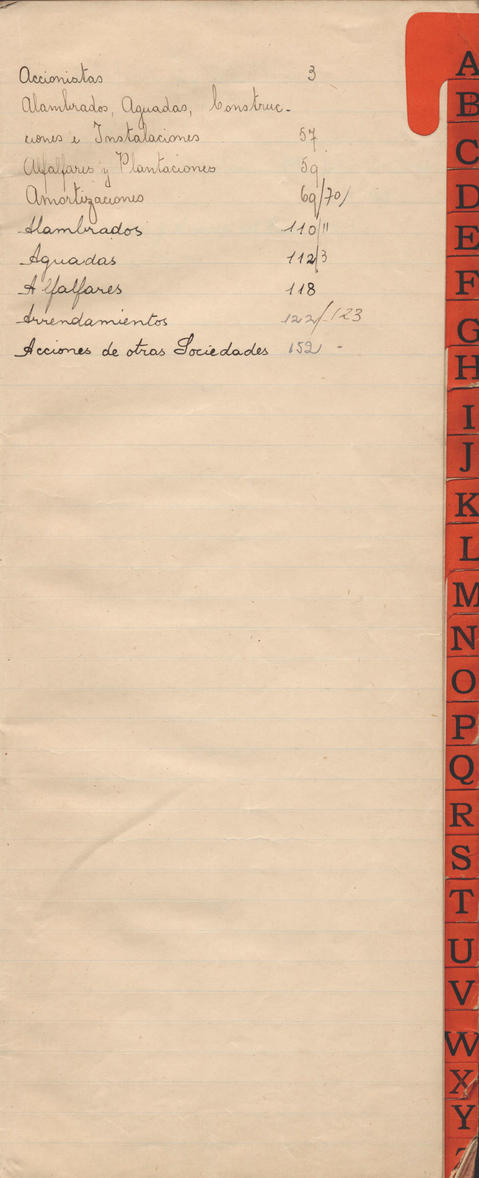 Accionistas 3
Alambrados, Aguadas, Construc-
ciones e Instalaciones 57
Alfalfares y Plantaciones 59
Amortizaciones 69/70/
Alambrados 110/11
Aguadas 112/3
Alfalfares 118
Arrendamientos 122/123
Acciones de otras Sociedades 152 -
A
B
C
D
E
F
G
H
I
J
K
L
M
N
O
P
Q
R
S
T
U
V
W
X
Y
Z